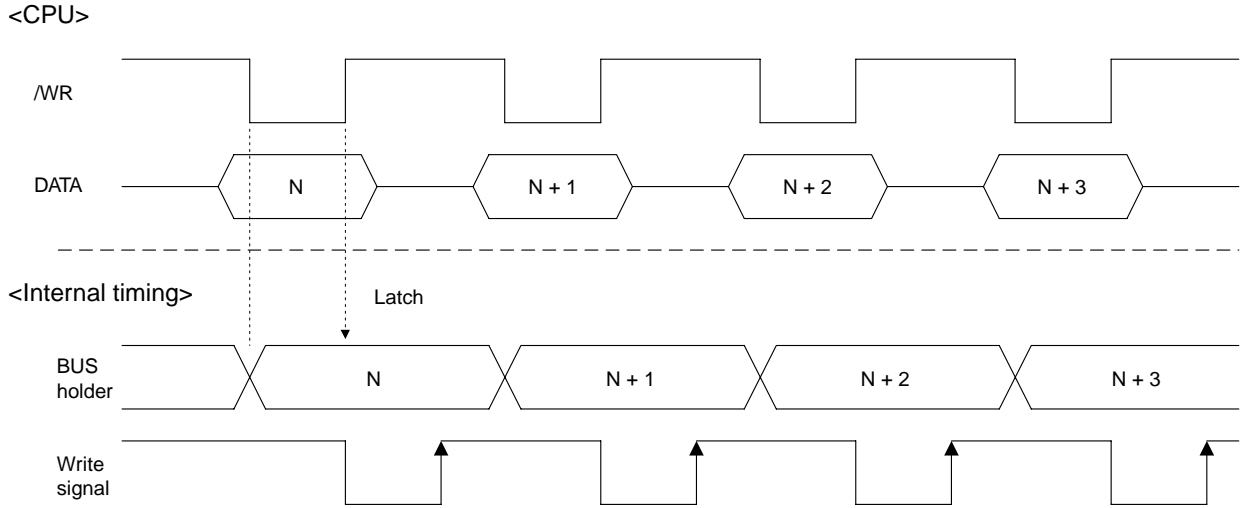 <CPU>
/WR
DATA
N
N + 1
N + 2
N + 3
<Internal timing>
Latch
BUS
holder
N
N + 1
N + 2
N + 3
Write
signal